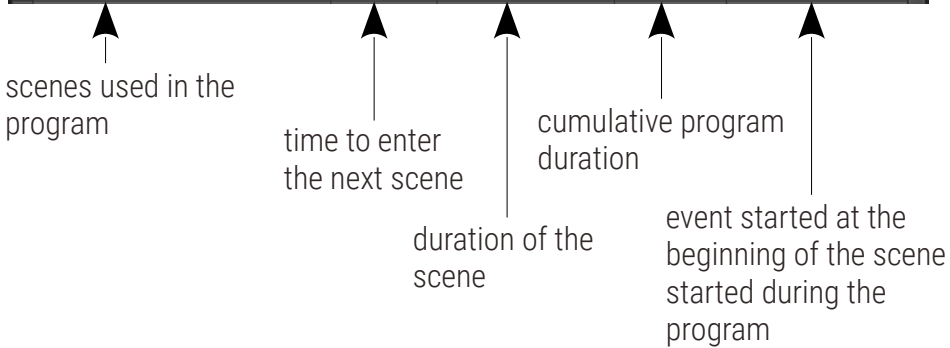 scenes used in the
program
time to enter
the next scene
duration of the
scene
cumulative program
duration
event started at the
beginning of the scene
started during the
program